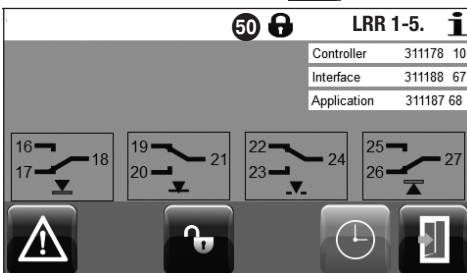 50 LRR 1-5. i
Controller 311178 10
Interface 311188 67
Application 311187 68
16 19 22 25
18 21 24 27
17 20 23 26